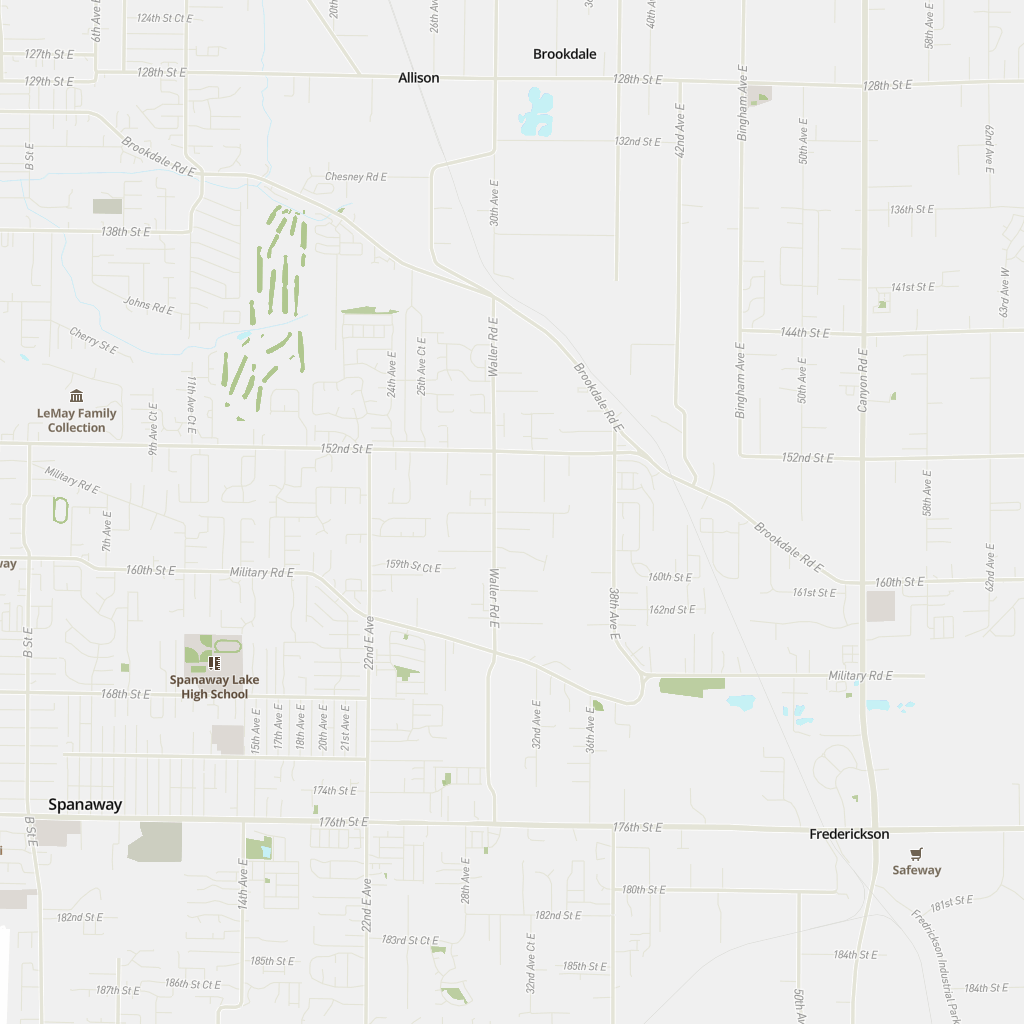 124th St Ct E
6th Ave E
26th Ave E
40th Ave E
58th Ave E
127th St E
129th St E
128th St E
Allison
Brookdale
128th St E
128th St E
Bingham Ave E
42nd Ave E
50th Ave E
62nd Ave E
B St E
Brookdale Rd E
132nd St E
Chesney Rd E
30th Ave E
136th St E
138th St E
141st St E
63rd Ave W
Johns Rd E
Cherry St E
144th St E
Waller Rd E
24th Ave E
25th Ave Ct E
Brookdale Rd E
Bingham Ave E
50th Ave E
Canyon Rd E
LeMay Family
Collection
11th Ave Ct E
9th Ave Ct E
152nd St E
152nd St E
Military Rd E
58th Ave E
7th Ave E
Brookdale Rd E
62nd Ave E
way
160th St E
Military Rd E
159th St Ct E
Waller Rd E
160th St E
161st St E
160th St E
38th Ave E
162nd St E
B St E
22nd E Ave
Spanaway Lake
High School
Military Rd E
168th St E
15th Ave E
17th Ave E
18th Ave E
20th Ave E
21st Ave E
32nd Ave E
36th Ave E
174th St E
Spanaway
176th St E
176th St E
Frederickson
B St E
Safeway
14th Ave E
22nd E Ave
28th Ave E
180th St E
181st St E
182nd St E
182nd St E
183rd St Ct E
32nd Ave Ct E
Fredrickson Industrial Park
184th St E
185th St E
185th St E
186th St Ct E
187th St E
184th St E
50th Av